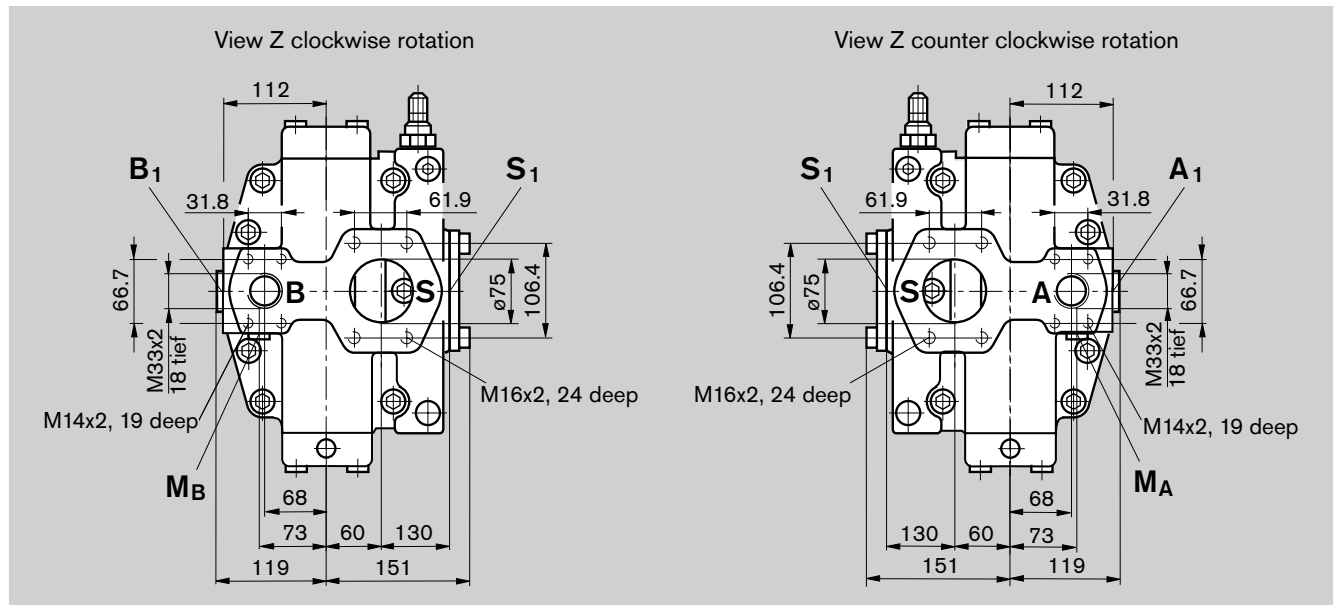 View Z clockwise rotation
112
B1
S1
31.8
61.9
66.7
B
S
ø75
106.4
M33x2
18 tief
M14x2, 19 deep
M16x2, 24 deep
MB
68
73
60
130
119
151
View Z counter clockwise rotation
112
S1
A1
61.9
31.8
106.4
ø75
S
A
66.7
M33x2
18 tief
M16x2, 24 deep
M14x2, 19 deep
MA
68
130
60
73
151
119